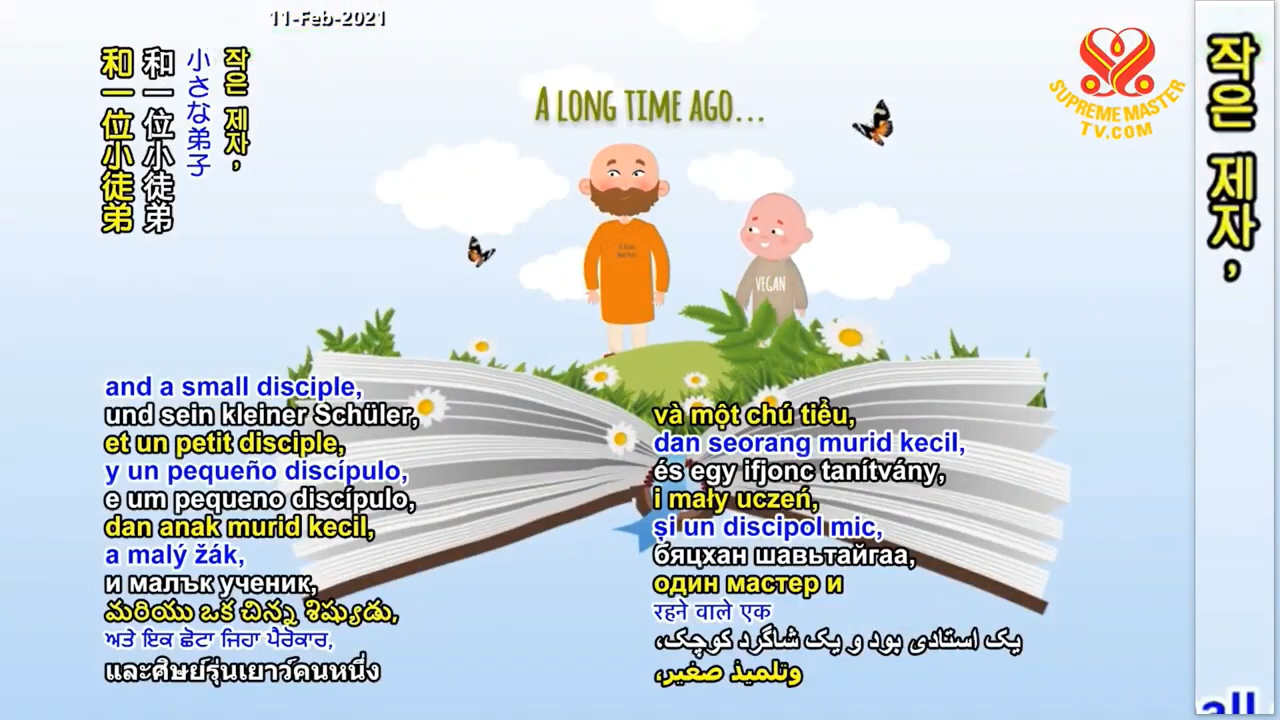 11-Feb-2021
작은 제자,
小さな弟子
和一位小徒弟
和一位小徒弟
A LONG TIME AGO...
SUPREME MASTER
TV.COM
작은 제자,
VEGAN
and a small disciple,
und sein kleiner Schüler,
et un petit disciple,
y un pequeño discípulo,
e um pequeno discípulo,
dan anak murid kecil,
a malý žák,
и малък ученик,
మరియు ఒక చిన్న శిష్యుడు,
ਅਤੇ ਇਕ ਛੋਟਾ ਜਿਹਾ ਪੈਰੋਕਾਰ,
และศิษย์รุ่นเยาว์คนหนึ่ง
và một chú tiểu,
dan seorang murid kecil,
és egy ifjonc tanítvány,
i mały uczeń,
și un discipol mic,
бяцхан шавьтайгаа,
один мастер и
रहने वाले एक
یک استادی بود و یک شاگرد کوچک،
وتلميذ صغير،
all